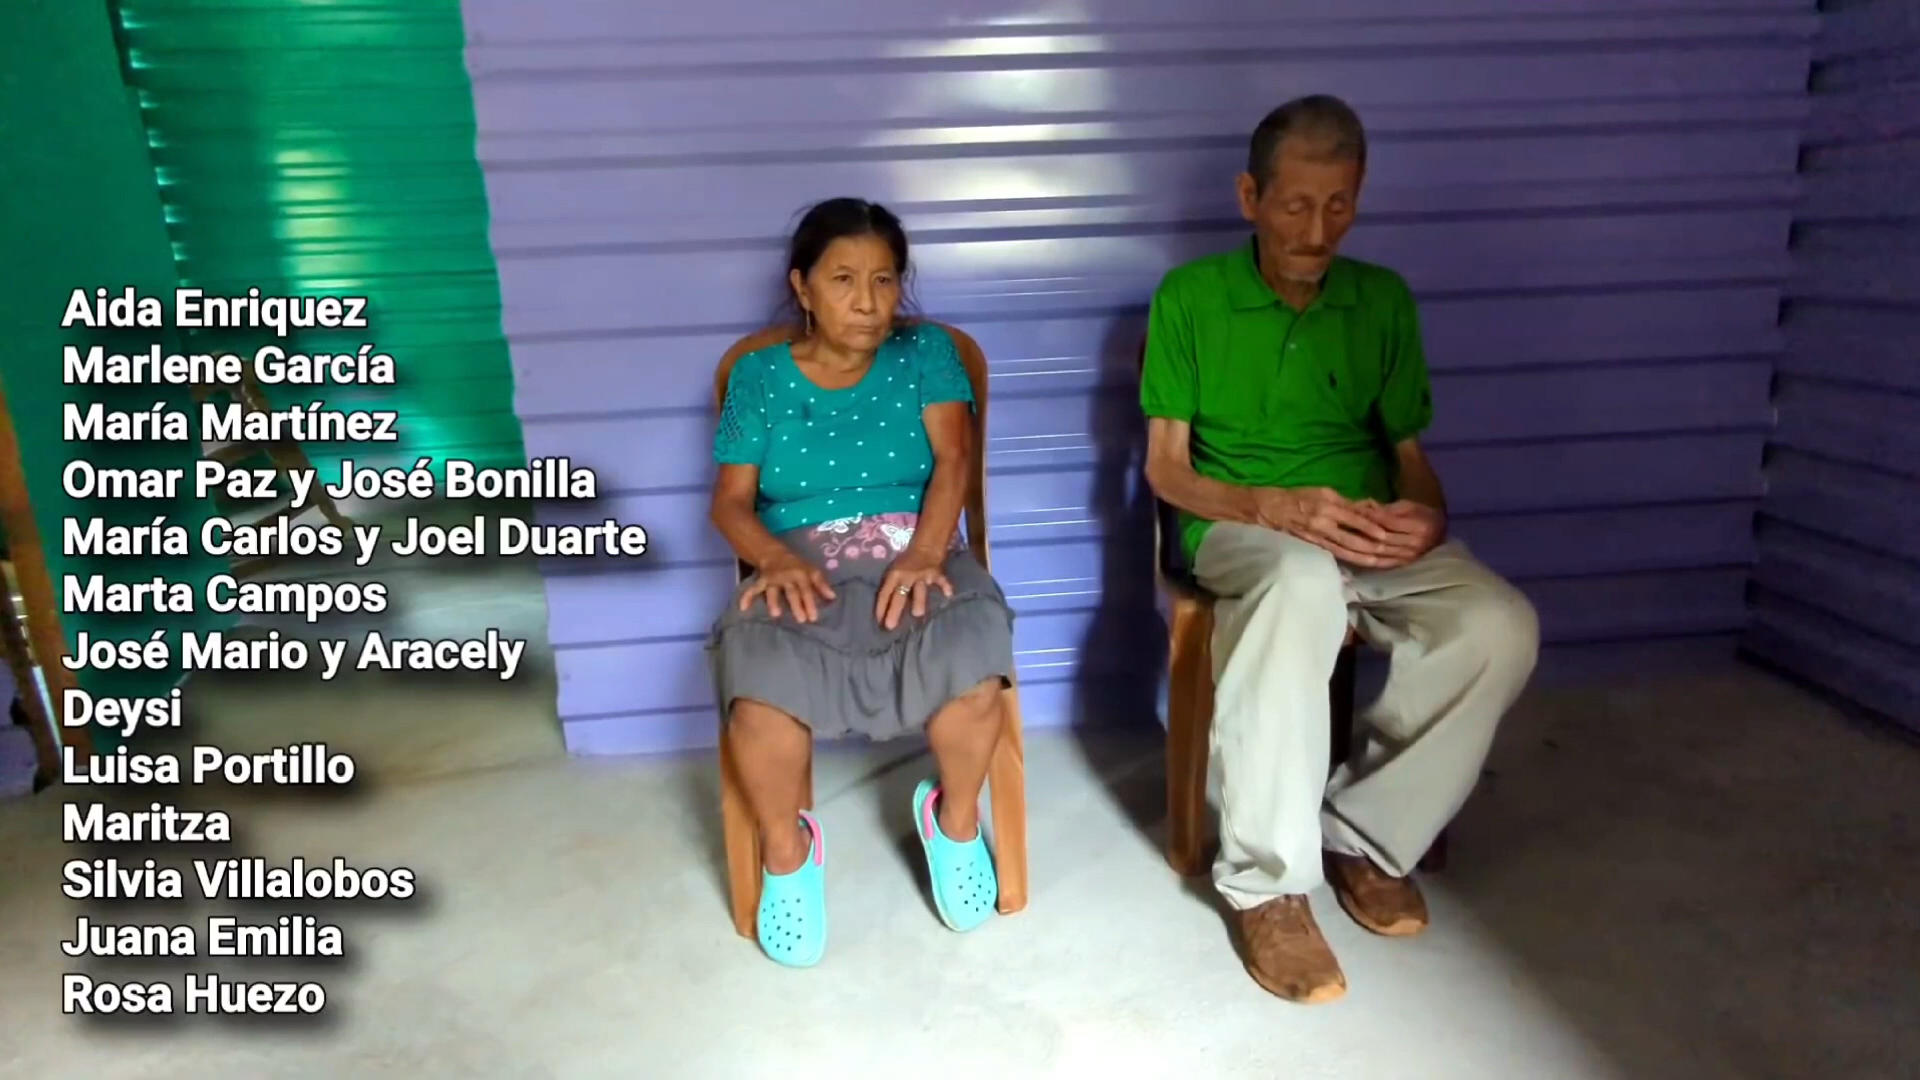 Aida Enriquez
Marlene García
María Martínez
Omar Paz y José Bonilla
María Carlos y Joel Duarte
Marta Campos
José Mario y Aracely
Deysi
Luisa Portillo
Maritza
Silvia Villalobos
Juana Emilia
Rosa Huezo